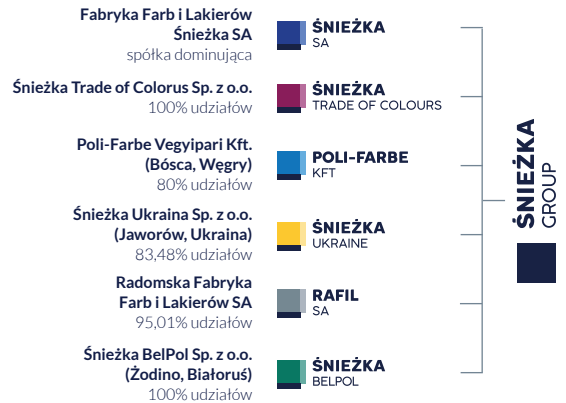 Fabryka Farb i Lakierów
Śnieżka SA
spółka dominująca
ŚNIEŻKA
SA
Śnieżka Trade of Colorus Sp. z o.o.
100% udziałów
ŚNIEŻKA
TRADE OF COLOURS
Poli-Farbe Vegyipari Kft.
(Bósca, Węgry)
80% udziałów
POLI-FARBE
KFT
Śnieżka Ukraina Sp. z o.o.
(Jaworów, Ukraina)
83,48% udziałów
ŚNIEŻKA
UKRAINE
Radomska Fabryka
Farb i Lakierów SA
95,01% udziałów
RAFIL
SA
Śnieżka BelPol Sp. z o.o.
(Żodino, Białoruś)
100% udziałów
ŚNIEŻKA
BELPOL
ŚNIEŻKA
GROUP